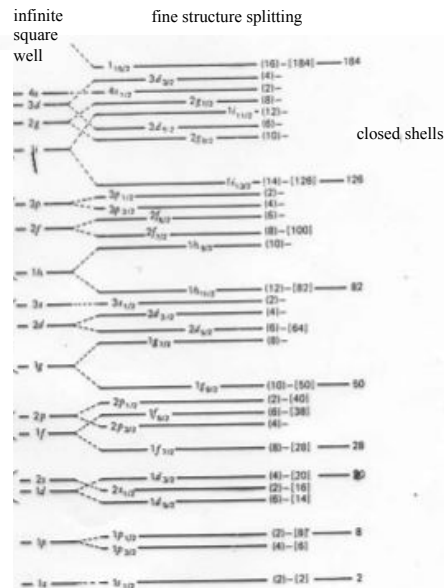 infinite
square
well
fine structure splitting
closed shells
(16)-[184] 184
3d3/2 (4)-
4s 4s1/2 (2)-
3d 2g7/2 (8)-
1i11/2 (12)-
2g 3d5/2 (6)-
2g9/2 (10)-
1i13/2 (14)-[126] 126
3p1/2 (2)-
3p 3p3/2 (4)-
2f5/2 (6)-
2f 2f7/2 (8)-[100]
1h9/2 (10)-
1h
1h11/2 (12)-[82] 82
3s 3s1/2 (2)-
2d3/2 (4)-
2d 2d5/2 (6)-[64]
1g7/2 (8)-
1g
1g9/2 (10)-[50] 50
2p1/2 (2)-[40]
2p 1f5/2 (6)-[38]
1f 2p3/2 (4)-
1f7/2 (8)-[28] 28
2s 1d3/2 (4)-[20] 20
1d 2s1/2 (2)-[16]
1d5/2 (6)-[14]
1p 1p1/2 (2)-[8] 8
1p3/2 (4)-[6]
1s 1s1/2 (2)-[2] 2